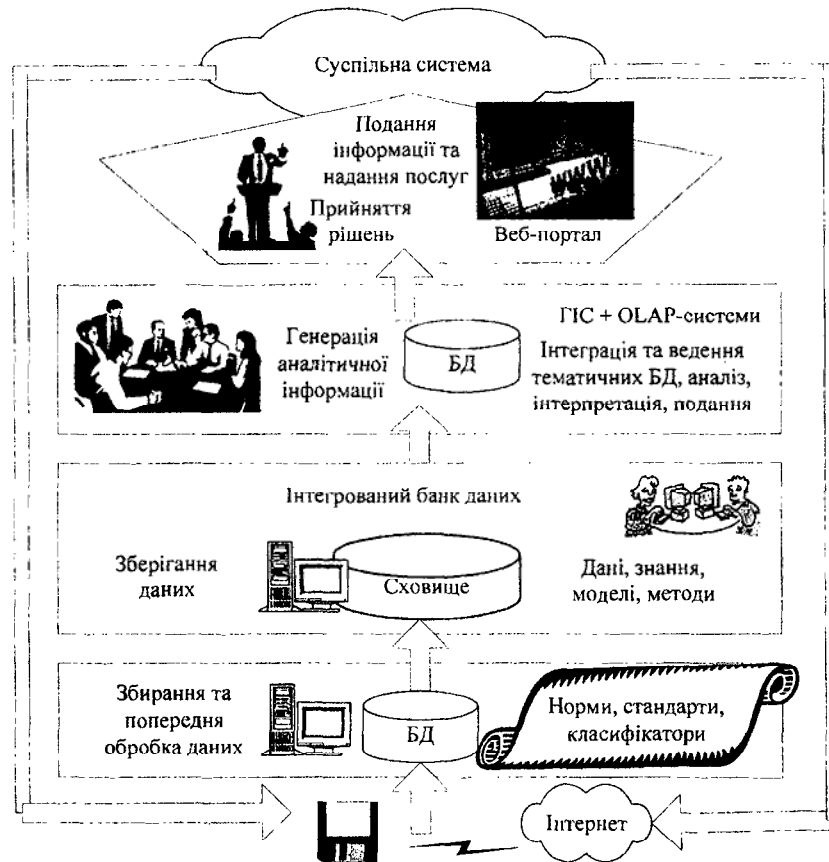 Суспільна система
Подання
інформації та
надання послуг
Прийняття
рішень
WWW
Веб-портал
Генерація
аналітичної
інформації
БД
ГІС + OLAP-системи
Інтеграція та ведення
тематичних БД, аналіз,
інтерпретація, подання
Інтегрований банк даних
Зберігання
даних
Сховище
Дані, знання,
моделі, методи
Збирання та
попередня
обробка даних
БД
Норми, стандарти,
класифікатори
Інтернет